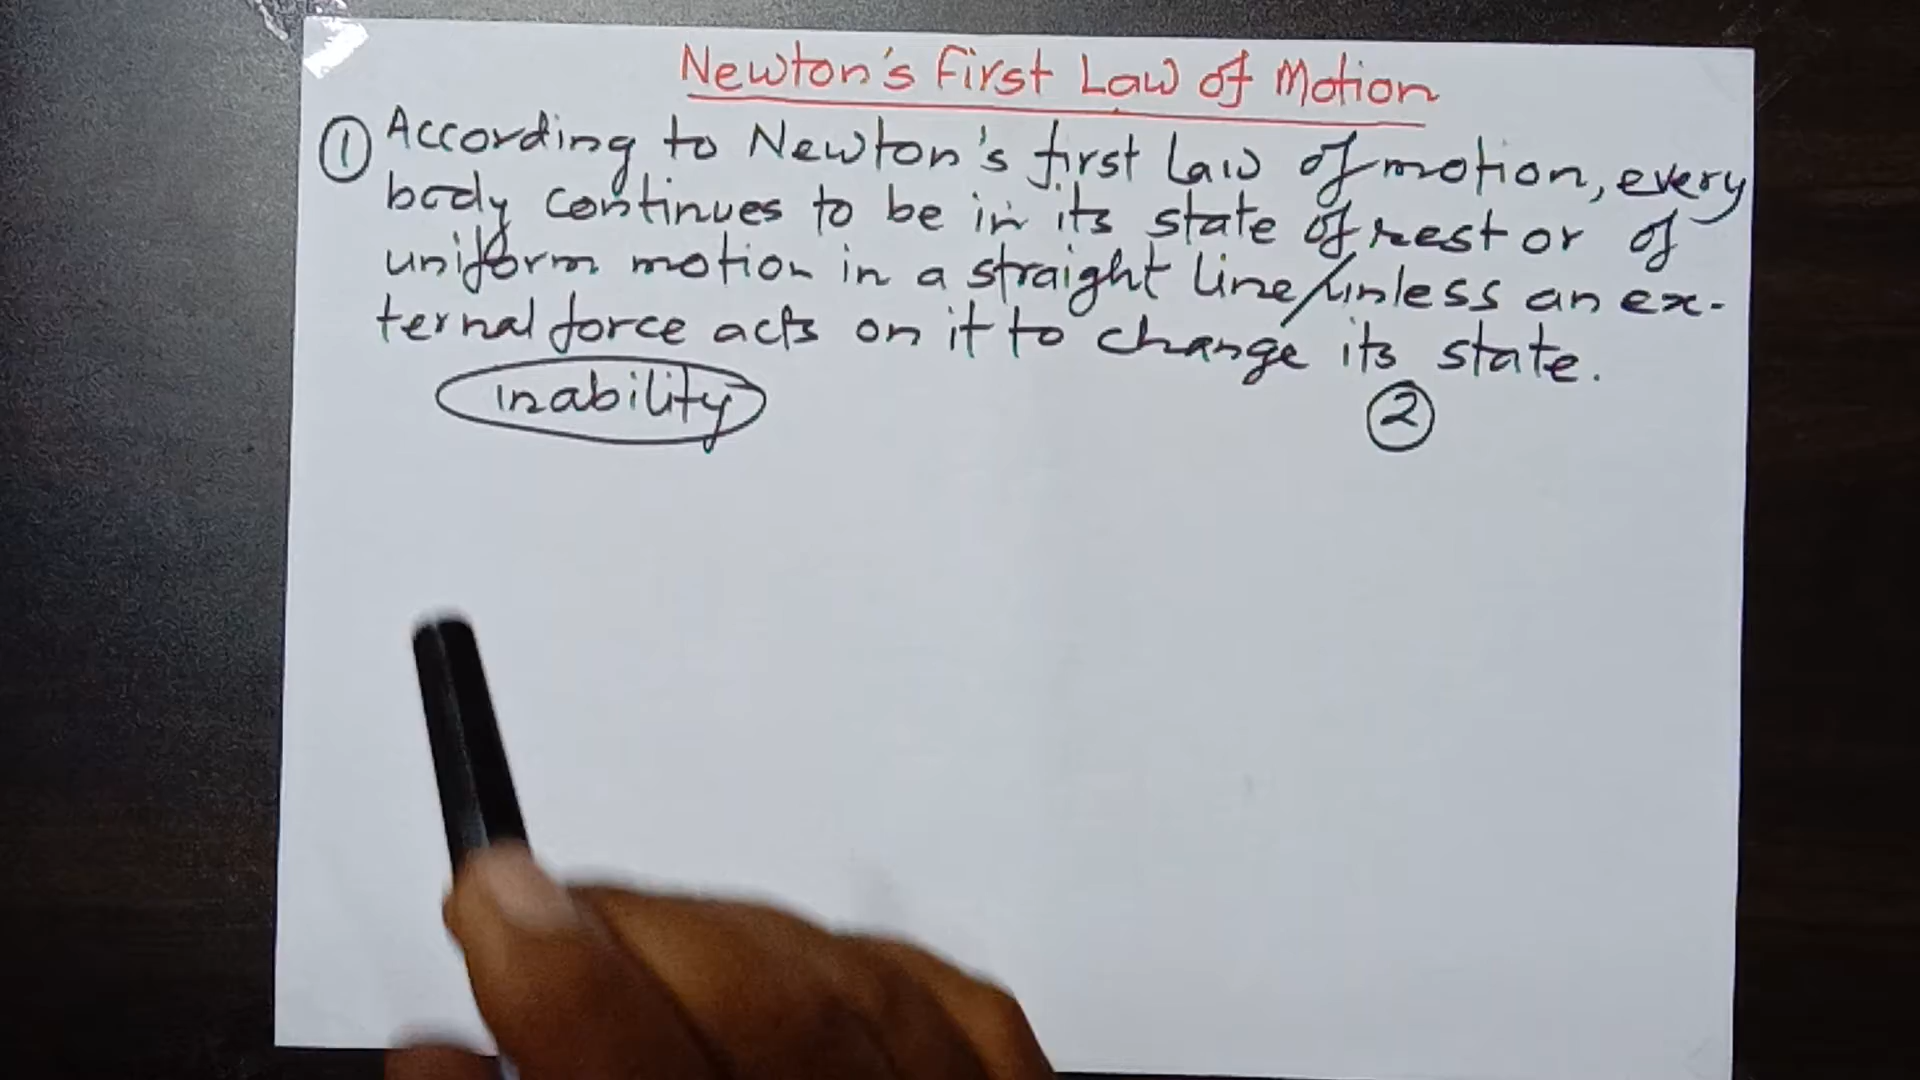 Newton's First Law of Motion
① According to Newton's first law of motion, every
body continues to be in its state of rest or of
uniform motion in a straight line/unless an ex-
ternal force acts on it to change its state.
inability
②